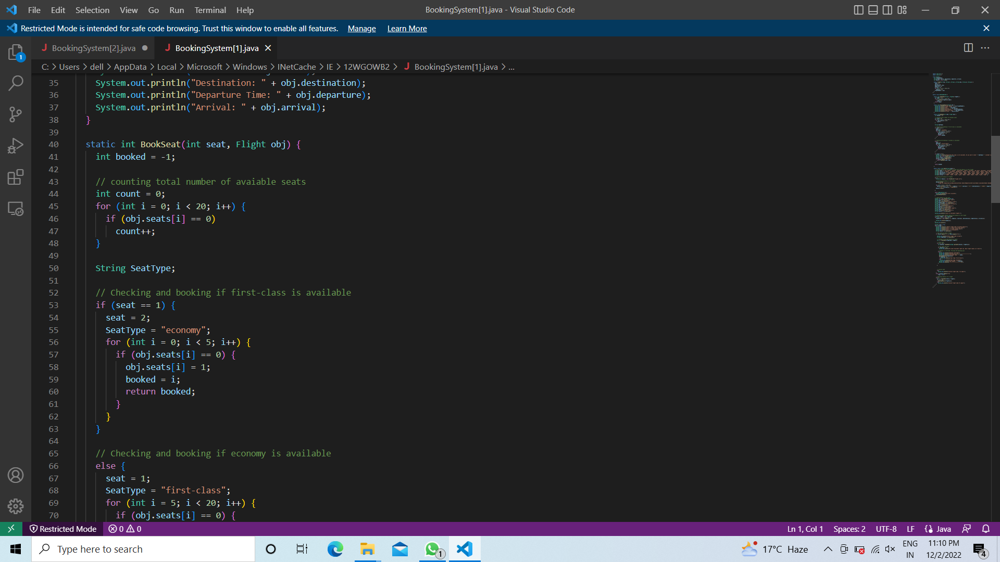 File Edit Selection View Go Run Terminal Help
BookingSystem[1].java - Visual Studio Code
Restricted Mode is intended for safe code browsing. Trust this window to enable all features. Manage Learn More
1
BookingSystem[2].java
BookingSystem[1].java
C: > Users > dell > AppData > Local > Microsoft > Windows > INetCache > IE > 12WGOWB2 > BookingSystem[1].java > ...
35 System.out.println("Destination: " + obj.destination);
36 System.out.println("Departure Time: " + obj.departure);
37 System.out.println("Arrival: " + obj.arrival);
38 }
39
40 static int BookSeat(int seat, Flight obj) {
41 int booked = -1;
42
43 // counting total number of avaiable seats
44 int count = 0;
45 for (int i = 0; i < 20; i++) {
46 if (obj.seats[i] == 0)
47 count++;
48 }
49
50 String SeatType;
51
52 // Checking and booking if first-class is available
53 if (seat == 1) {
54 seat = 2;
55 SeatType = "economy";
56 for (int i = 0; i < 5; i++) {
57 if (obj.seats[i] == 0) {
58 obj.seats[i] = 1;
59 booked = i;
60 return booked;
61 }
62 }
63 }
64
65 // Checking and booking if economy is available
66 else {
67 seat = 1;
68 SeatType = "first-class";
69 for (int i = 5; i < 20; i++) {
70 if (obj.seats[i] == 0) {
Restricted Mode 0 0 Ln 1, Col 1 Spaces: 2 UTF-8 LF Java
Type here to search
1
17°C Haze
ENG
IN
11:10 PM
12/2/2022
4